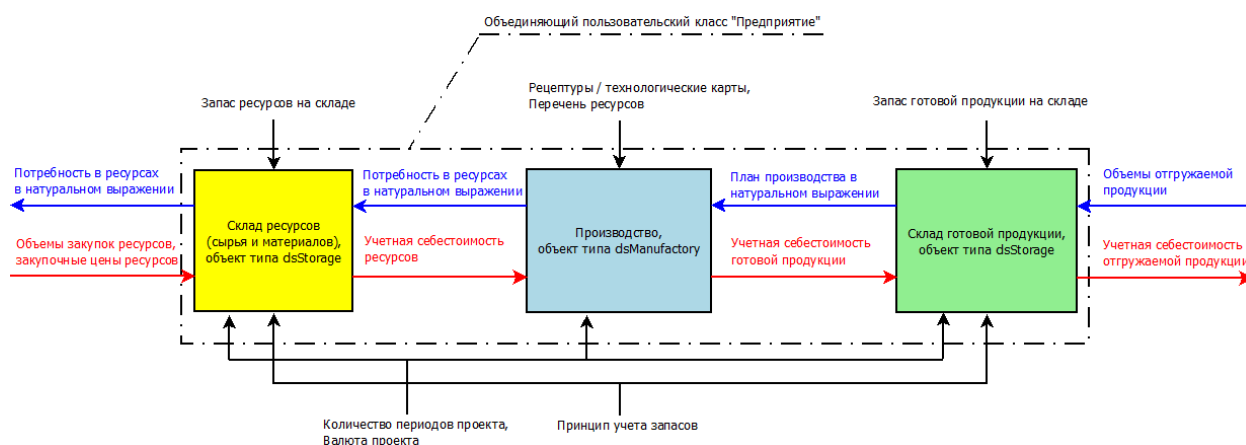 Объединяющий пользовательский класс "Предприятие"
Запас ресурсов на складе
Рецептуры / технологические карты,
Перечень ресурсов
Запас готовой продукции на складе
Потребность в ресурсах
в натуральном выражении
Потребность в ресурсах
в натуральном выражении
План производства в
натуральном выражении
Объемы отгружаемой
продукции
Склад ресурсов
(сырья и материалов),
объект типа dsStorage
Производство,
объект типа dsManufactory
Склад готовой продукции,
объект типа dsStorage
Объемы закупок ресурсов,
закупочные цены ресурсов
Учетная себестоимость
ресурсов
Учетная себестоимость
готовой продукции
Учетная себестоимость
отгружаемой продукции
Количество периодов проекта,
Валюта проекта
Принцип учета запасов